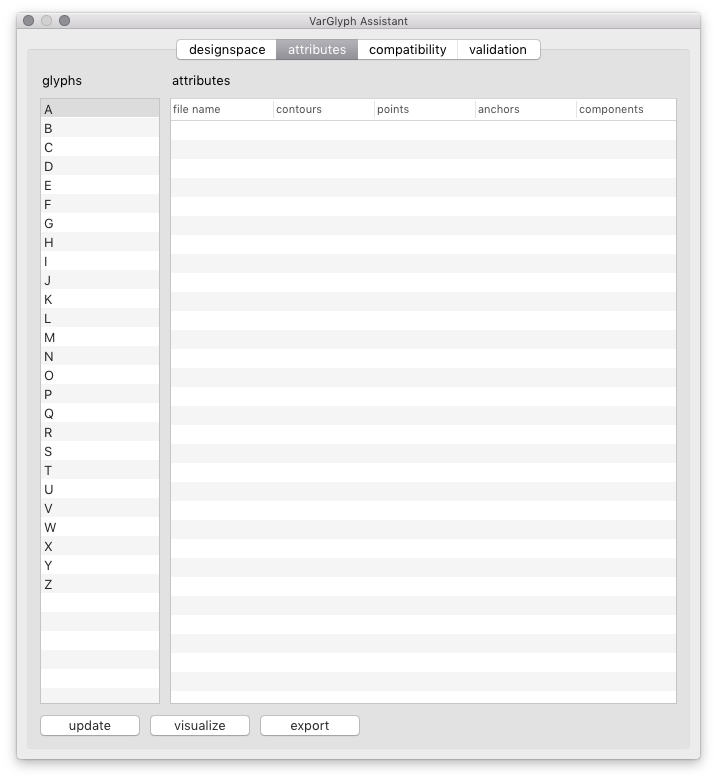 VarGlyph Assistant
designspace attributes compatibility validation
glyphs attributes
file name contours points anchors components
A
B
C
D
E
F
G
H
I
J
K
L
M
N
O
P
Q
R
S
T
U
V
W
X
Y
Z
update visualize export